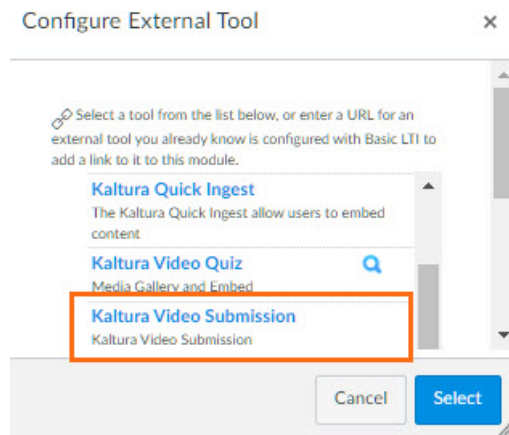 Configure External Tool
Select a tool from the list below, or enter a URL for an
external tool you already know is configured with Basic LTI to
add a link to it to this module.
Kaltura Quick Ingest
The Kaltura Quick Ingest allow users to embed
content
Kaltura Video Quiz
Media Gallery and Embed
Kaltura Video Submission
Kaltura Video Submission
Cancel Select